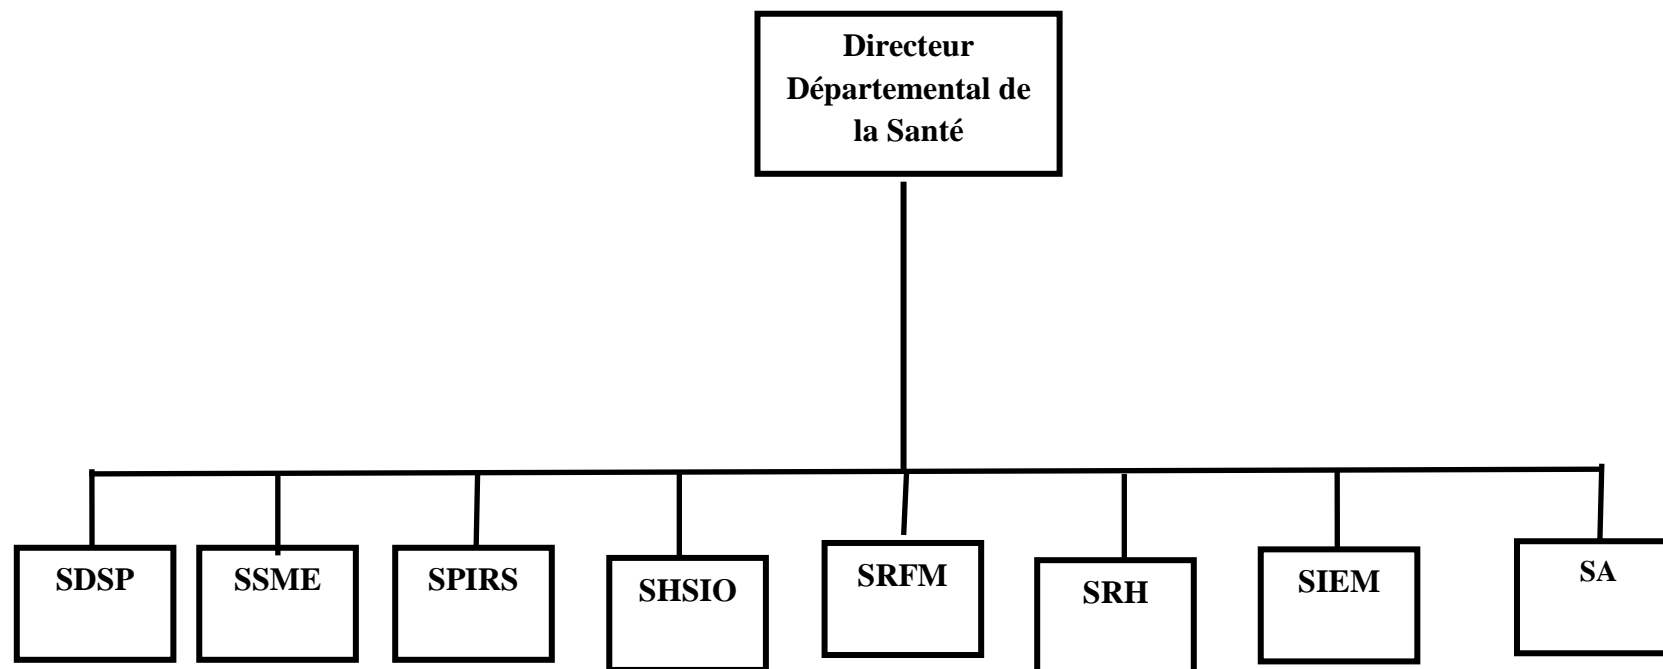 Directeur
Départemental de
la Santé
SDSP
SSME
SPIRS
SHSIO
SRFM
SRH
SIEM
SA